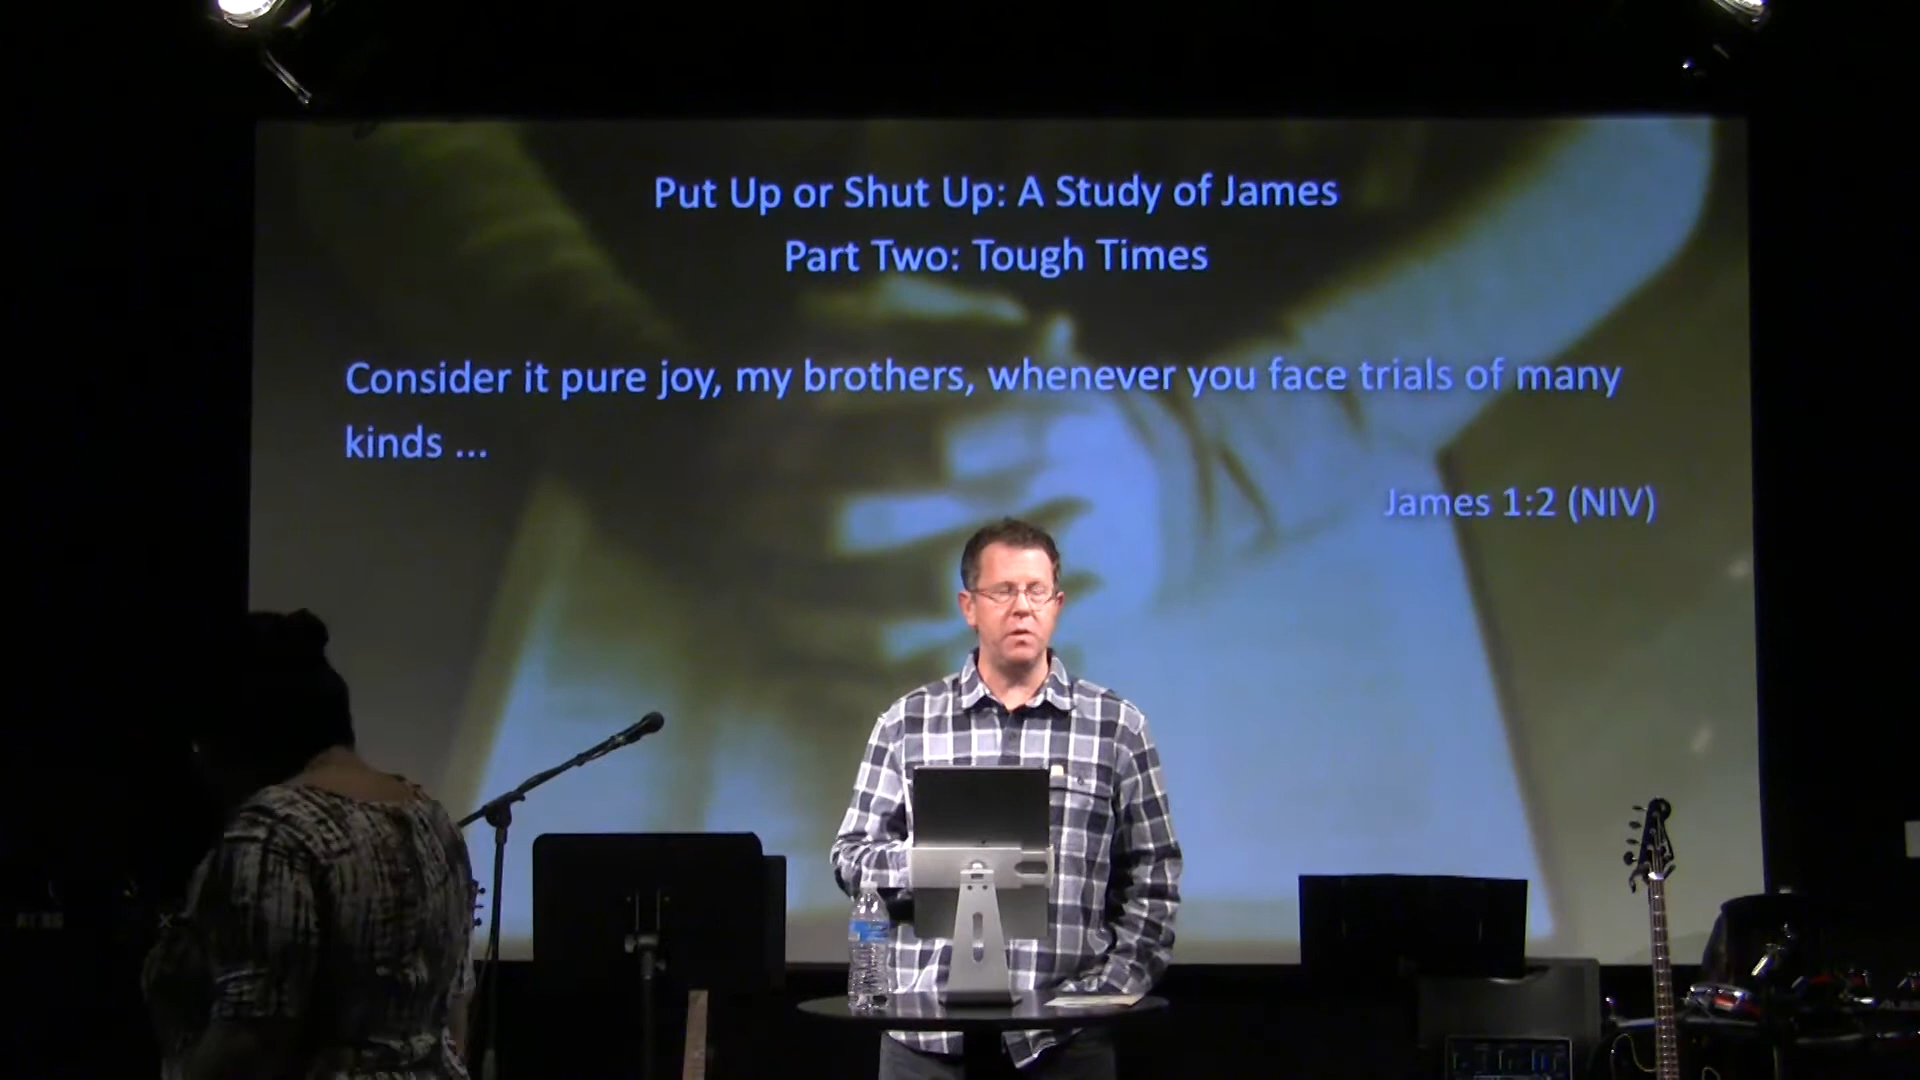 Put Up or Shut Up: A Study of James
Part Two: Tough Times
Consider it pure joy, my brothers, whenever you face trials of many
kinds ...
James 1:2 (NIV)